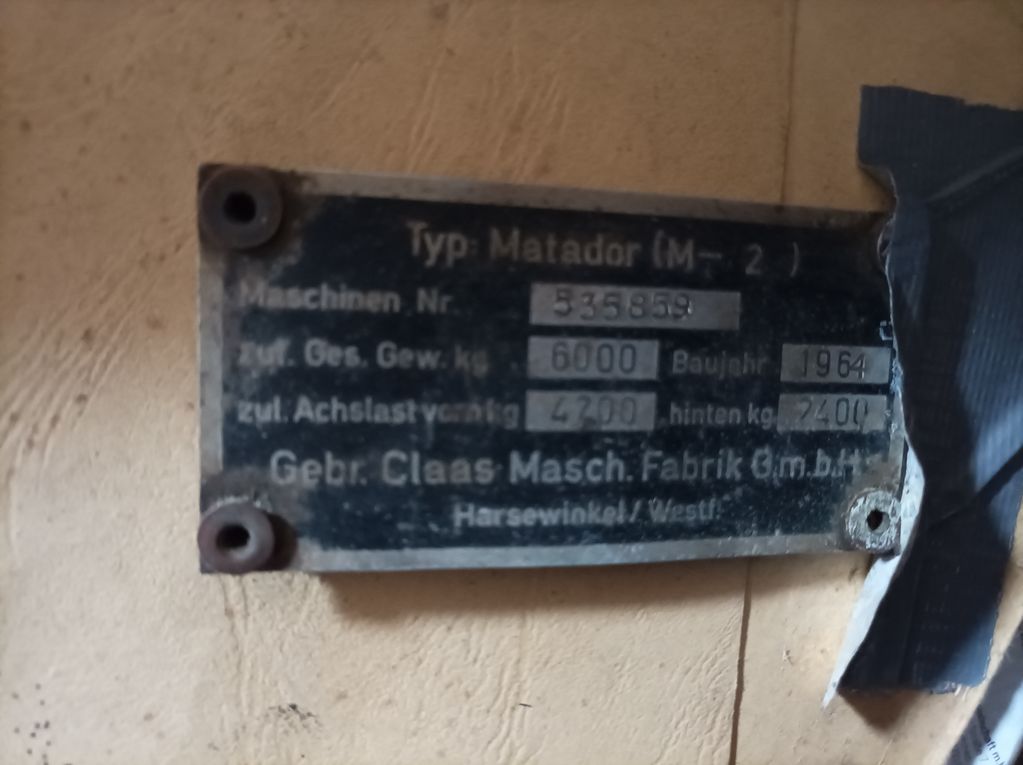 Typ: Matador (M- 2 )
Maschinen Nr. 535859
zul. Ges. Gew. kg 6000 Baujahr 1964
zul. Achslast vorn kg 4200 hinten kg 2400
Gebr. Claas Masch. Fabrik G.m.b.H.
Harsewinkel/Westf.